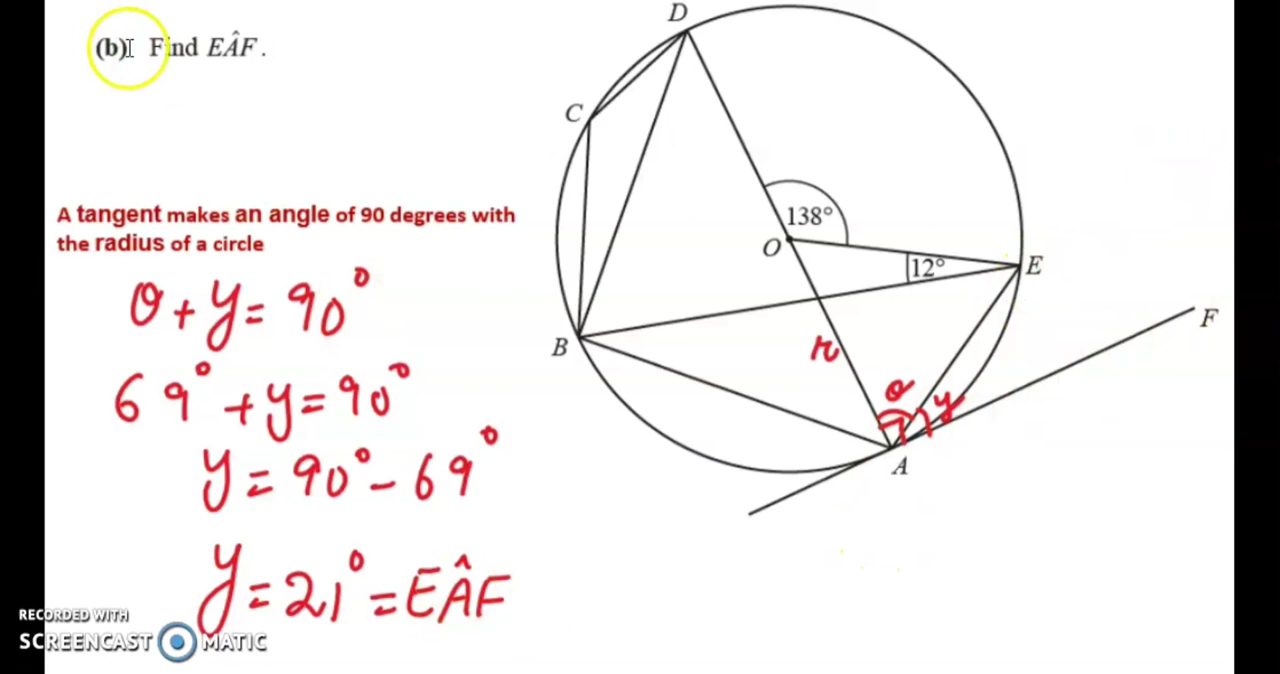 (b) Find EÂF.
A tangent makes an angle of 90 degrees with
the radius of a circle
θ + y = 90°
69° + y = 90°
y = 90° - 69°
y = 21° = EÂF
D
C
138°
O
12°
E
F
B
r
θ
y
A
RECORDED WITH
SCREENCAST MATIC